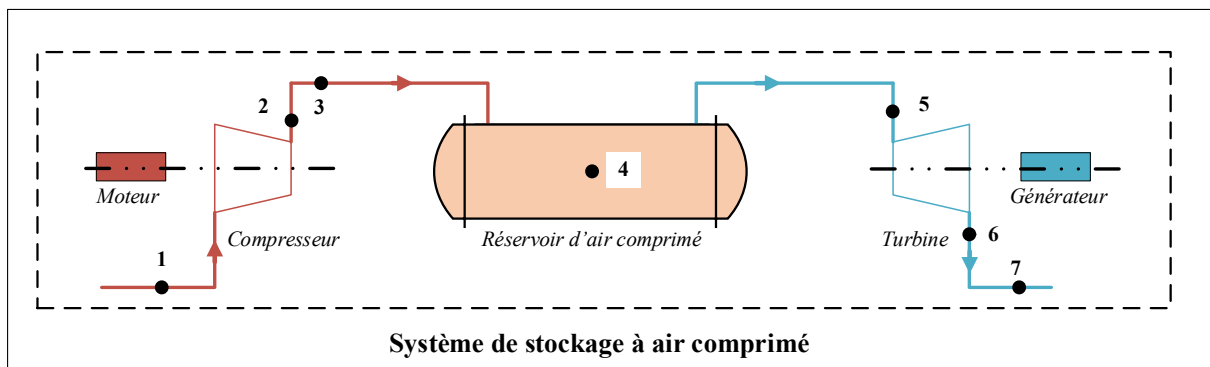 2 3 5
4
Moteur Générateur
Compresseur Réservoir d'air comprimé Turbine 6
1 7
Système de stockage à air comprimé